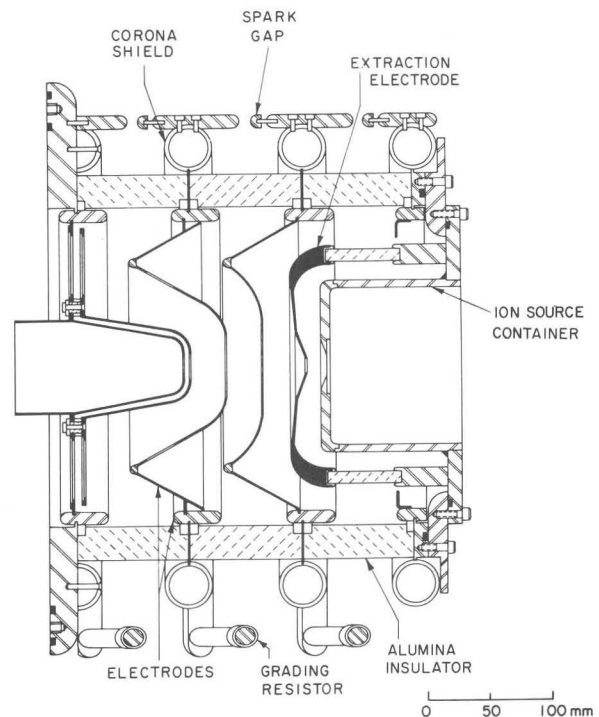 SPARK
GAP
CORONA
SHIELD
EXTRACTION
ELECTRODE
ION SOURCE
CONTAINER
ELECTRODES
GRADING
RESISTOR
ALUMINA
INSULATOR
0 50 100 mm